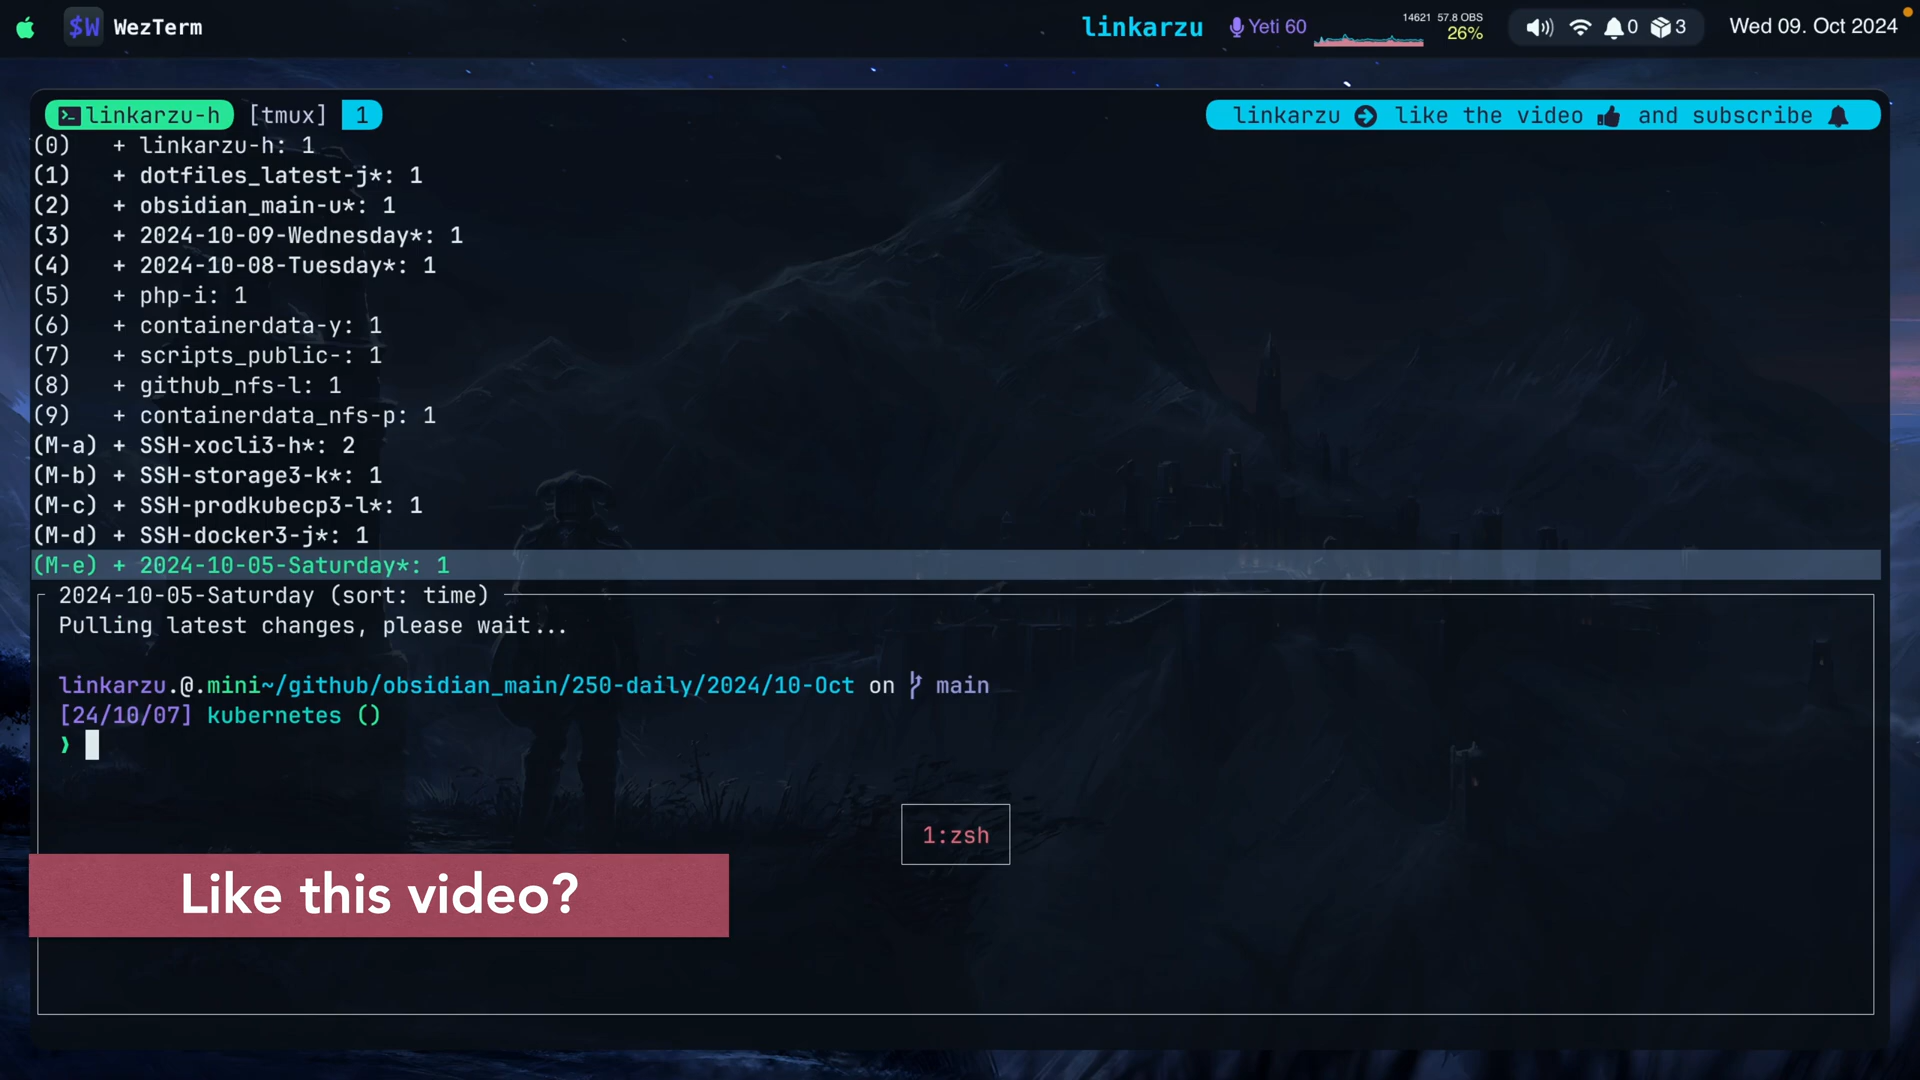 $W WezTerm linkarzu Yeti 60 14621 57.8 OBS 26% 0 3 Wed 09. Oct 2024
linkarzu-h [tmux] 1 linkarzu like the video and subscribe
(0) + linkarzu-h: 1
(1) + dotfiles_latest-j*: 1
(2) + obsidian_main-u*: 1
(3) + 2024-10-09-Wednesday*: 1
(4) + 2024-10-08-Tuesday*: 1
(5) + php-i: 1
(6) + containerdata-y: 1
(7) + scripts_public-: 1
(8) + github_nfs-l: 1
(9) + containerdata_nfs-p: 1
(M-a) + SSH-xocli3-h*: 2
(M-b) + SSH-storage3-k*: 1
(M-c) + SSH-prodkubecp3-l*: 1
(M-d) + SSH-docker3-j*: 1
(M-e) + 2024-10-05-Saturday*: 1
2024-10-05-Saturday (sort: time)
Pulling latest changes, please wait...
linkarzu.@.mini~/github/obsidian_main/250-daily/2024/10-Oct on main
[24/10/07] kubernetes ()
❯
1:zsh
Like this video?